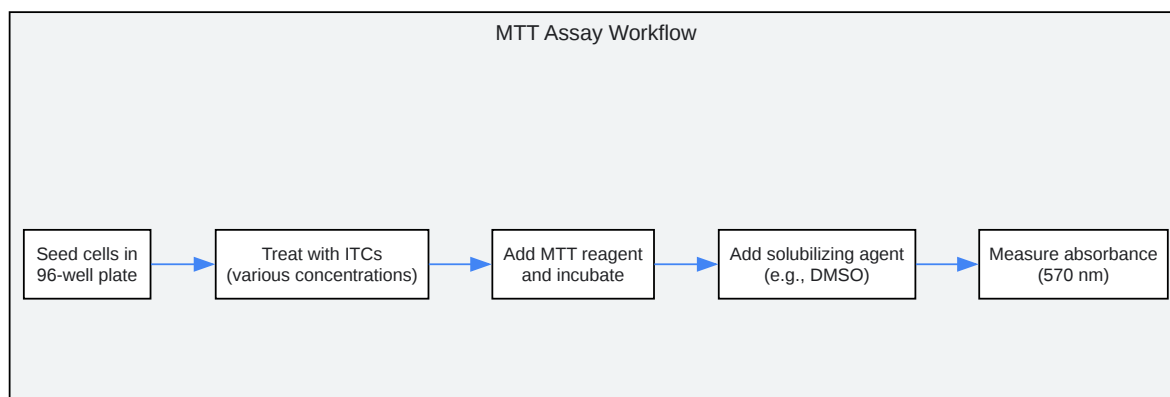 MTT Assay Workflow
Seed cells in
96-well plate
Treat with ITCs
(various concentrations)
Add MTT reagent
and incubate
Add solubilizing agent
(e.g., DMSO)
Measure absorbance
(570 nm)